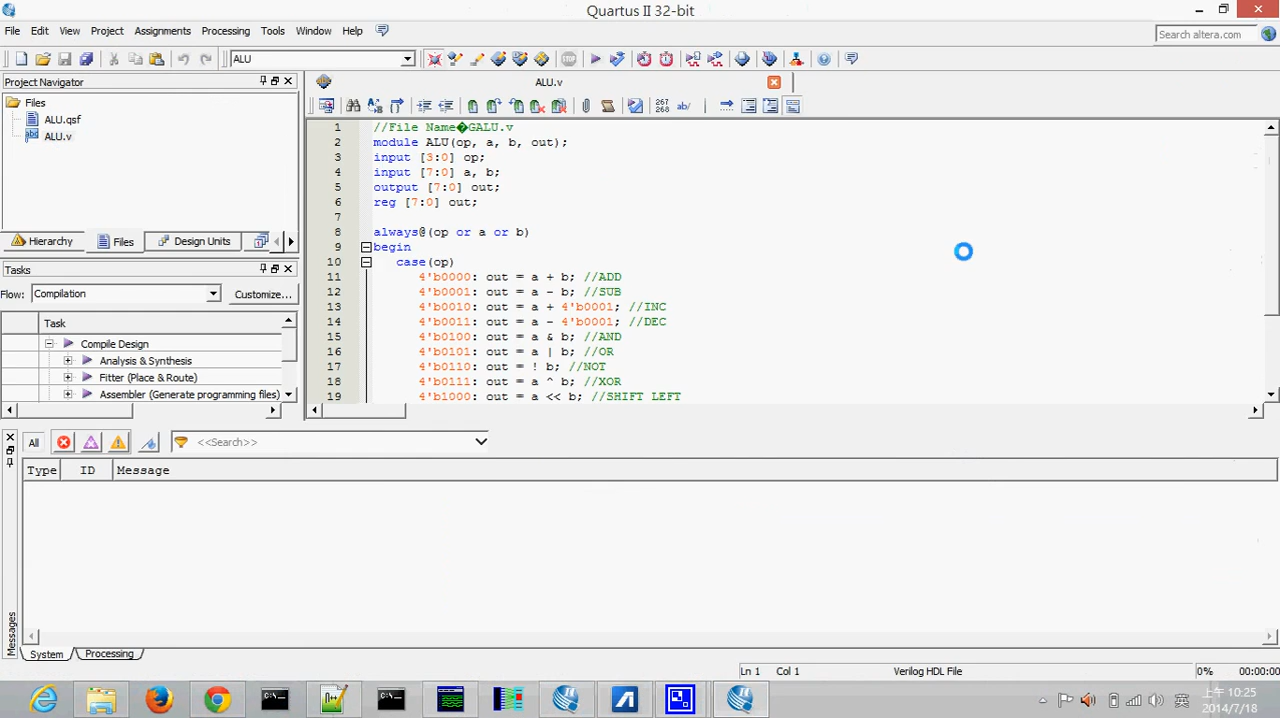 Quartus II 32-bit
File Edit View Project Assignments Processing Tools Window Help
Search altera.com
ALU
Project Navigator
ALU.v
Files
ALU.qsf
ALU.v
Hierarchy Files Design Units
Tasks
Flow: Compilation Customize...
Task
Compile Design
Analysis & Synthesis
Fitter (Place & Route)
Assembler (Generate programming files)
267
268
ab/
1 //File Name�GALU.v
2 module ALU(op, a, b, out);
3 input [3:0] op;
4 input [7:0] a, b;
5 output [7:0] out;
6 reg [7:0] out;
7
8 always@(op or a or b)
9 begin
10 case(op)
11 4'b0000: out = a + b; //ADD
12 4'b0001: out = a - b; //SUB
13 4'b0010: out = a + 4'b0001; //INC
14 4'b0011: out = a - 4'b0001; //DEC
15 4'b0100: out = a & b; //AND
16 4'b0101: out = a | b; //OR
17 4'b0110: out = ! b; //NOT
18 4'b0111: out = a ^ b; //XOR
19 4'b1000: out = a << b; //SHIFT LEFT
All <<Search>>
Type ID Message
Messages
System Processing
Ln 1 Col 1 Verilog HDL File 0% 00:00:00
英 上午 10:25
2014/7/18